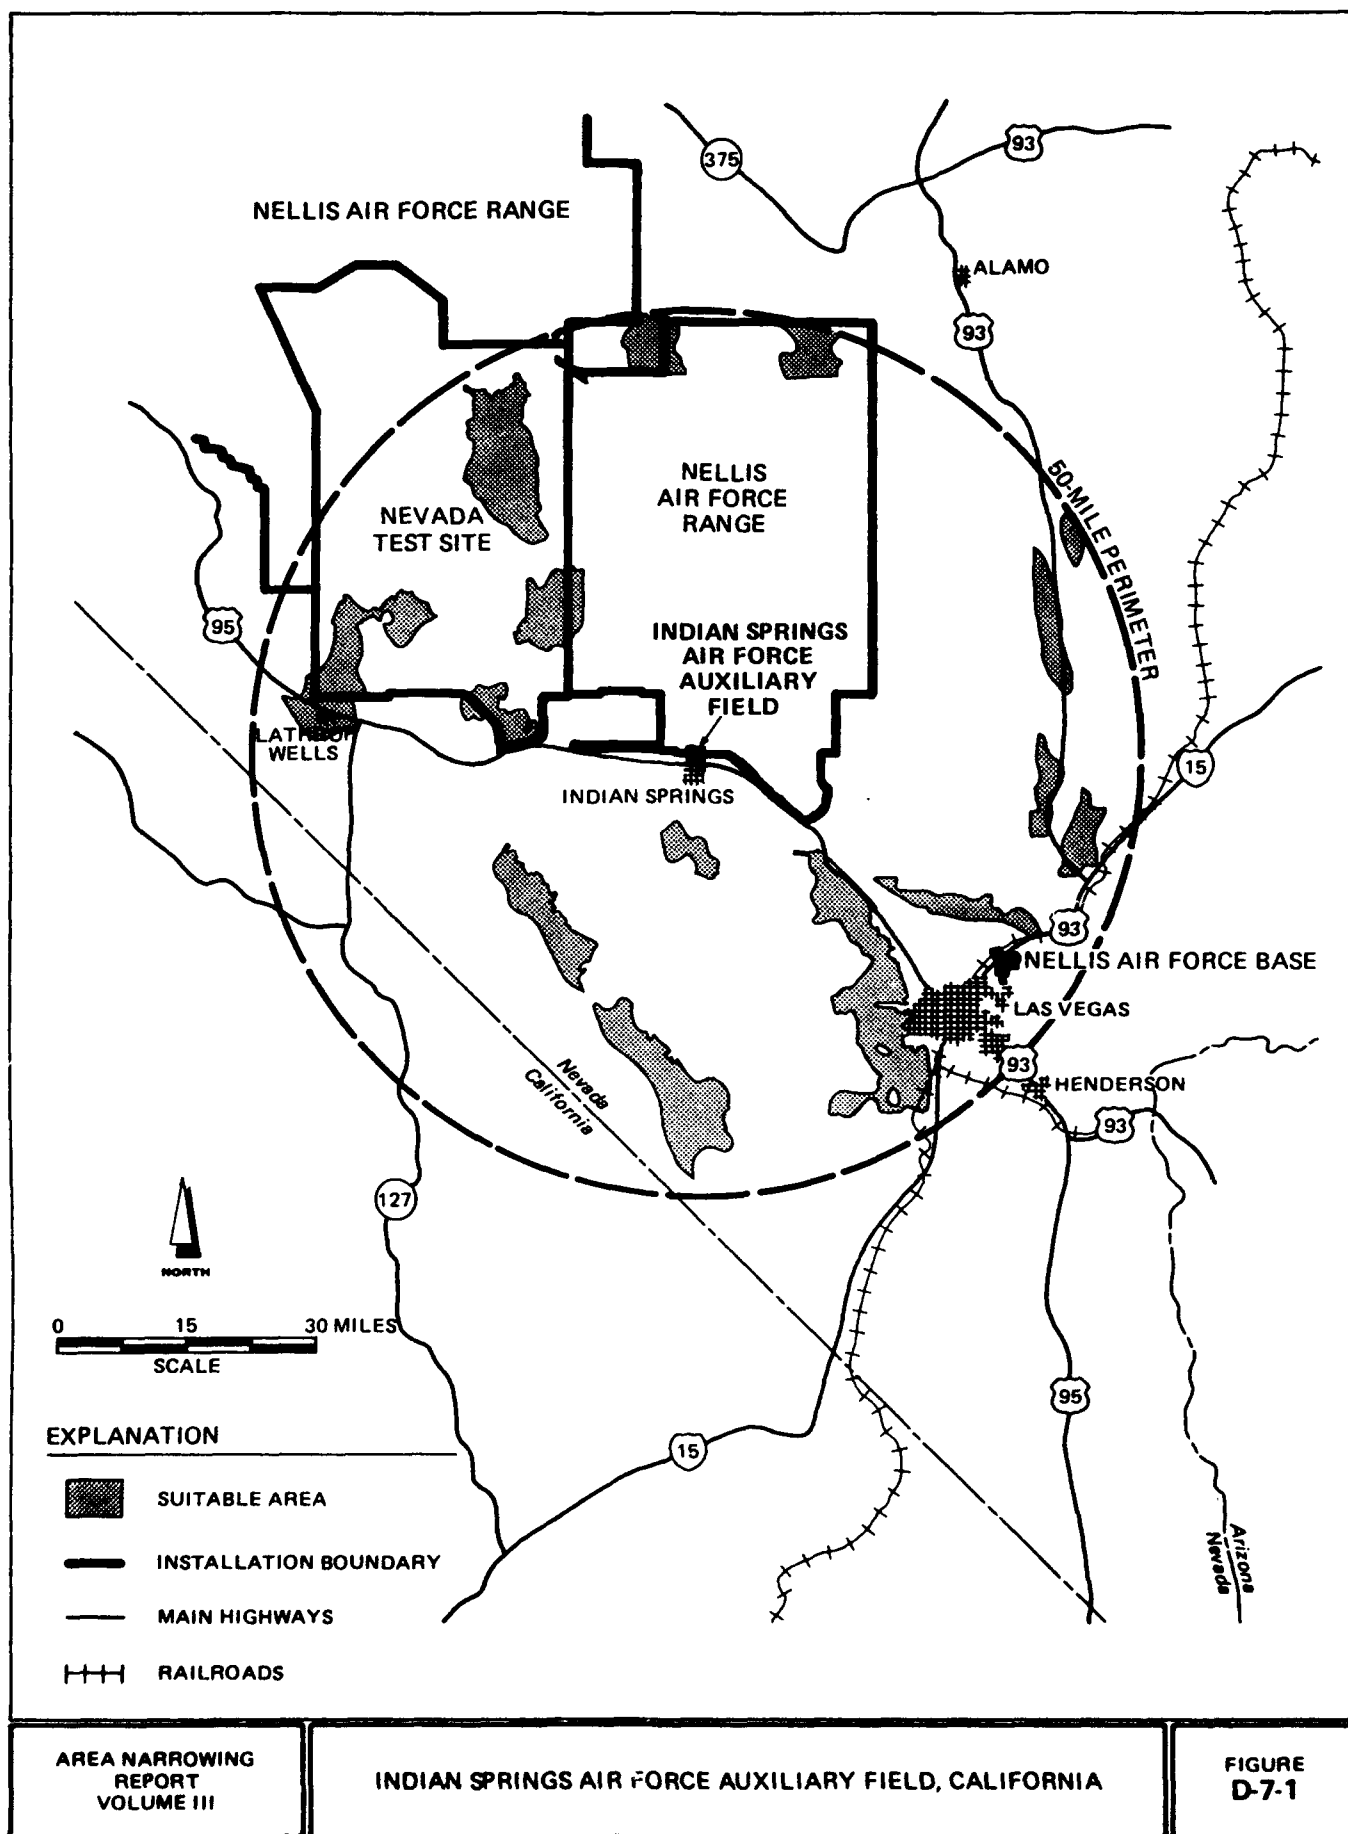 375
93
NELLIS AIR FORCE RANGE
ALAMO
93
50-MILE PERIMETER
NELLIS
AIR FORCE
RANGE
NEVADA
TEST SITE
95
INDIAN SPRINGS
AIR FORCE
AUXILIARY
FIELD
LATHROP
WELLS
15
INDIAN SPRINGS
93
NELLIS AIR FORCE BASE
LAS VEGAS
93
HENDERSON
93
Nevada
California
127
NORTH
0 15 30 MILES
SCALE
95
15
EXPLANATION
SUITABLE AREA
INSTALLATION BOUNDARY
MAIN HIGHWAYS
RAILROADS
Arizona
Nevada
AREA NARROWING
REPORT
VOLUME III
INDIAN SPRINGS AIR FORCE AUXILIARY FIELD, CALIFORNIA
FIGURE
D-7-1